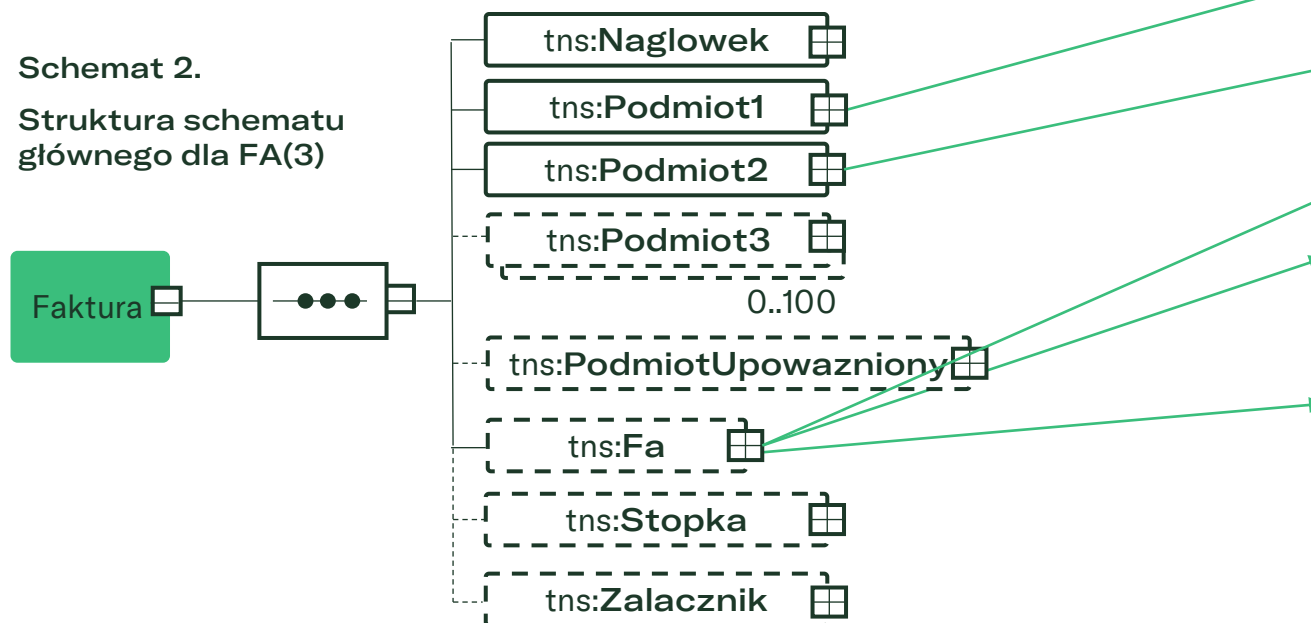 Schemat 2.
Struktura schematu
głównego dla FA(3)
Faktura
tns:Naglowek
tns:Podmiot1
tns:Podmiot2
tns:Podmiot3
0..100
tns:PodmiotUpowazniony
tns:Fa
tns:Stopka
tns:Zalacznik